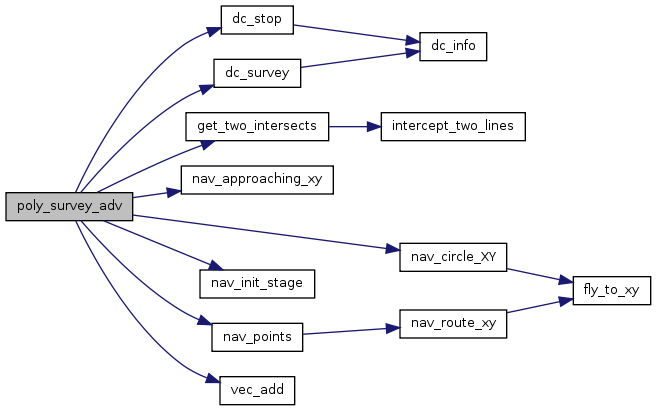 dc_stop
dc_info
dc_survey
get_two_intersects
intercept_two_lines
nav_approaching_xy
poly_survey_adv
nav_circle_XY
nav_init_stage
fly_to_xy
nav_points
nav_route_xy
vec_add